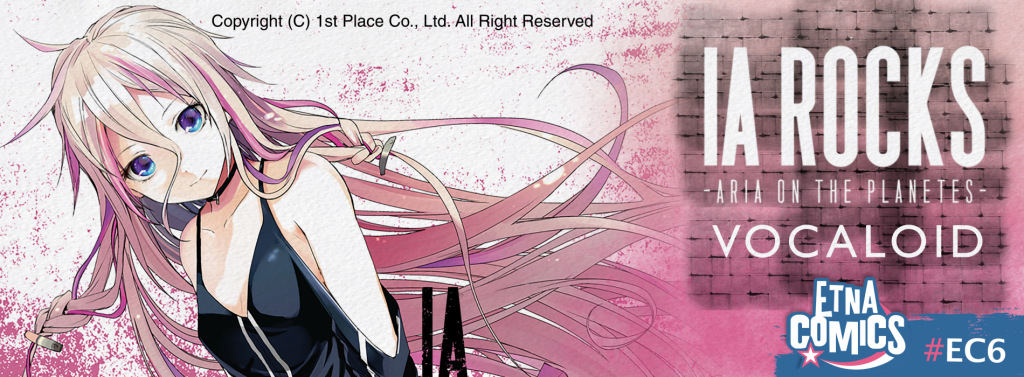 Copyright (C) 1st Place Co., Ltd. All Right Reserved
IA ROCKS
-ARIA ON THE PLANETES-
VOCALOID
IA
ETNA
COMICS
#EC6